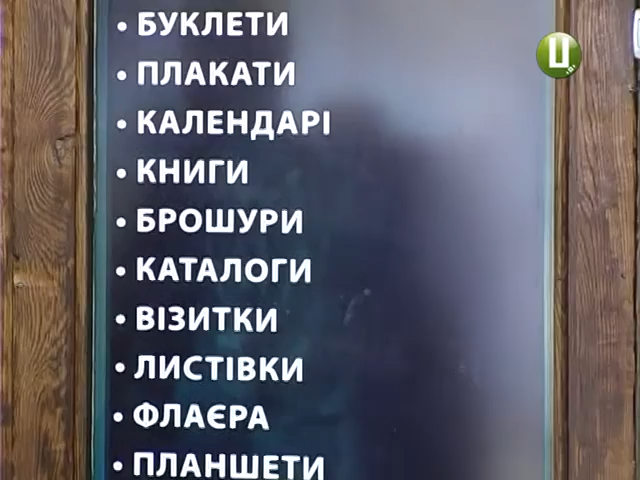 • БУКЛЕТИ
• ПЛАКАТИ
• КАЛЕНДАРІ
• КНИГИ
• БРОШУРИ
• КАТАЛОГИ
• ВІЗИТКИ
• ЛИСТІВКИ
• ФЛАЄРА
• ПЛАНШЕТИ
Ц